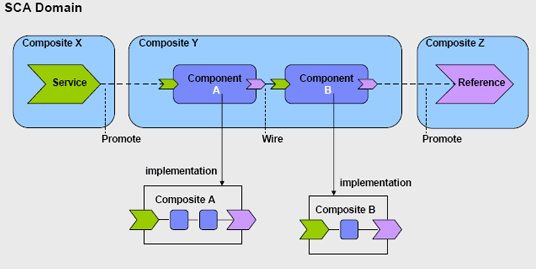 SCA Domain
Composite X
Composite Y
Composite Z
Service
Component
A
Component
B
Reference
Promote
Wire
Promote
implementation
implementation
Composite A
Composite B